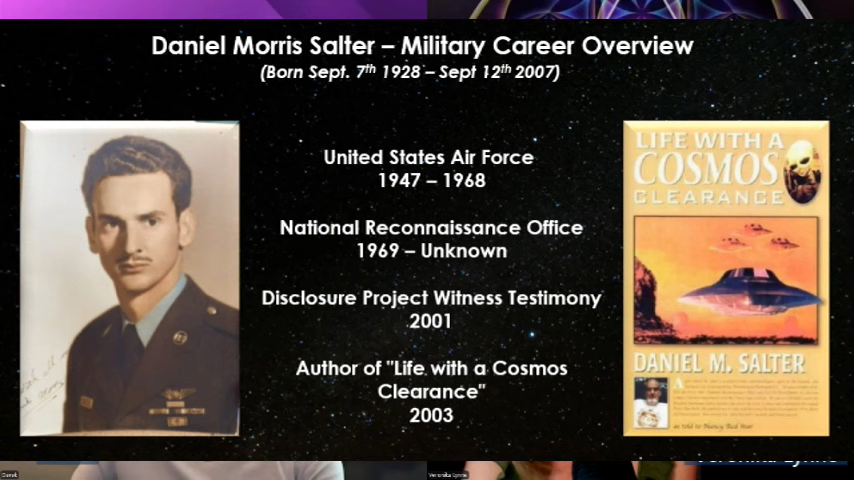 Daniel Morris Salter – Military Career Overview
(Born Sept. 7th 1928 – Sept 12th 2007)
United States Air Force
1947 – 1968
National Reconnaissance Office
1969 – Unknown
Disclosure Project Witness Testimony
2001
Author of "Life with a Cosmos
Clearance"
2003
LIFE WITH A
COSMOS
CLEARANCE
DANIEL M. SALTER
as told to Nancy Red Star
Veronika Lynne
Veronika Lynne